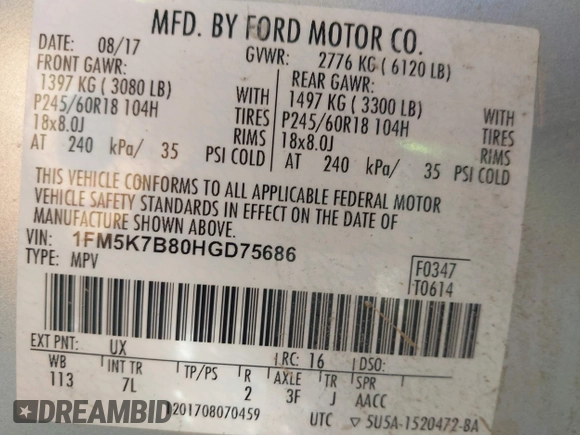 MFD. BY FORD MOTOR CO.
DATE: 08/17 GVWR: 2776 KG ( 6120 LB)
FRONT GAWR: REAR GAWR:
1397 KG ( 3080 LB) WITH 1497 KG ( 3300 LB) WITH
P245/60R18 104H TIRES P245/60R18 104H TIRES
18x8.0J RIMS 18x8.0J RIMS
AT 240 kPa/ 35 PSI COLD AT 240 kPa/ 35 PSI COLD
THIS VEHICLE CONFORMS TO ALL APPLICABLE FEDERAL MOTOR
VEHICLE SAFETY STANDARDS IN EFFECT ON THE DATE OF
MANUFACTURE SHOWN ABOVE.
VIN: 1FM5K7B80HGD75686
TYPE: MPV
F0347
T0614
EXT PNT: UX RC: 16 DSO:
WB INT TR TP/PS R AXLE TR SPR
113 7L 2 3F J AACC
DREAMBID
201708070459 UTC ▽ 5U5A-1520472-BA